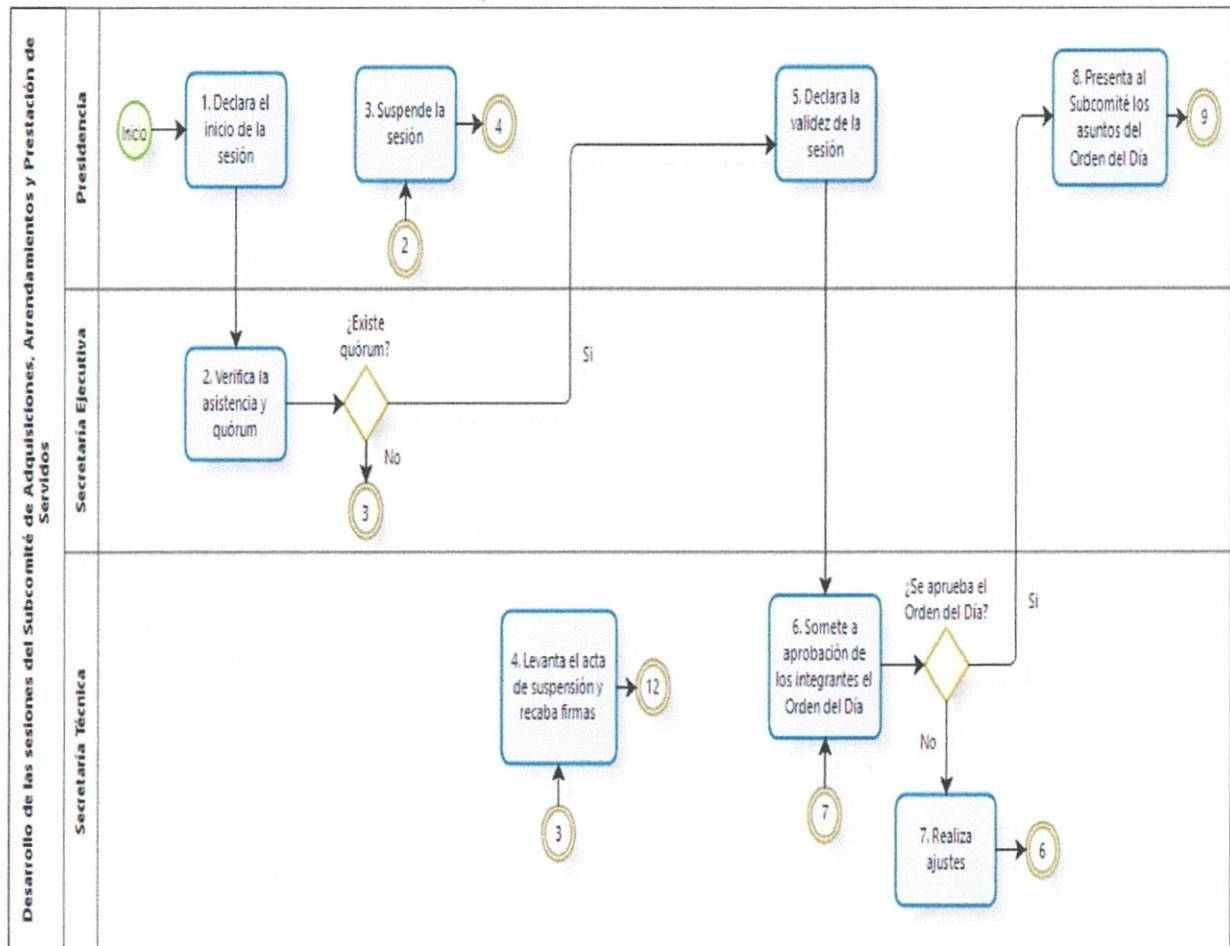 Desarrollo de las sesiones del Subcomité de Adquisiciones, Arrendamientos y Prestación de
Servidos
Presidencia
Inicio
1. Declara el
inicio de la
sesión
3. Suspende la
sesión
4
2
5. Declara la
validez de la
sesión
8. Presenta al
Subcomité los
asuntos del
Orden del Día
9
Secretaría Ejecutiva
2. Verifica la
asistencia y
quórum
¿Existe
quórum?
Si
No
3
Secretaría Técnica
4. Levanta el acta
de suspensión y
recaba firmas
12
3
6. Somete a
aprobación de
los integrantes el
Orden del Día
7
¿Se aprueba el
Orden del Día?
Si
No
7. Realiza
ajustes
6